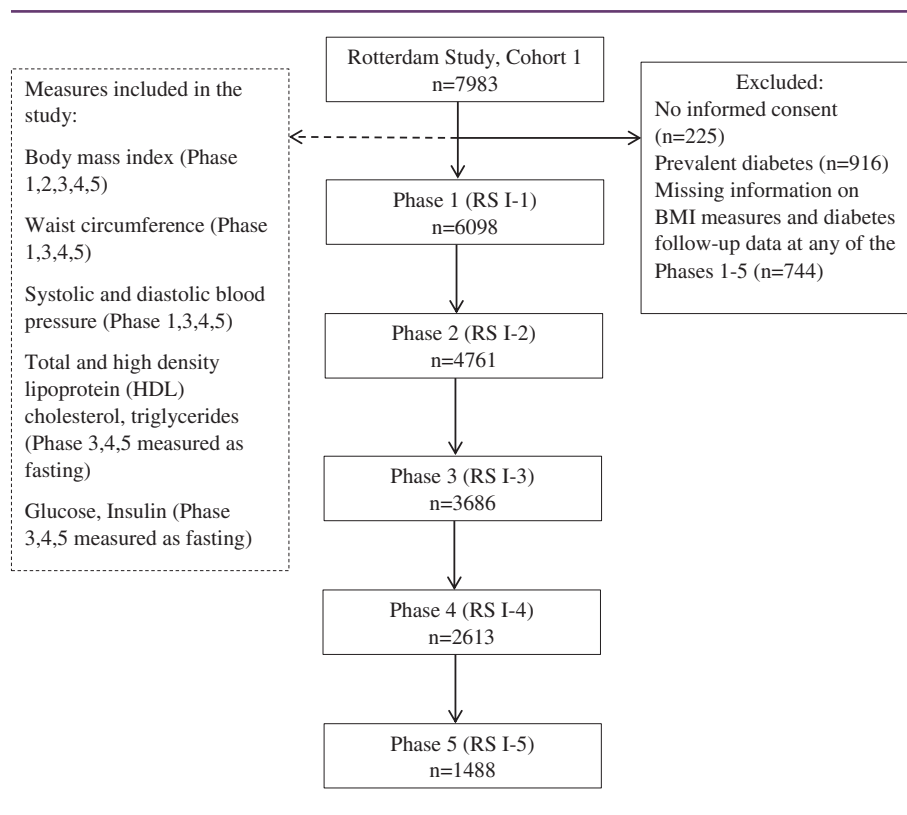 Rotterdam Study, Cohort 1
n=7983
Measures included in the
study:
Body mass index (Phase
1,2,3,4,5)
Waist circumference (Phase
1,3,4,5)
Systolic and diastolic blood
pressure (Phase 1,3,4,5)
Total and high density
lipoprotein (HDL)
cholesterol, triglycerides
(Phase 3,4,5 measured as
fasting)
Glucose, Insulin (Phase
3,4,5 measured as fasting)
Excluded:
No informed consent
(n=225)
Prevalent diabetes (n=916)
Missing information on
BMI measures and diabetes
follow-up data at any of the
Phases 1-5 (n=744)
Phase 1 (RS I-1)
n=6098
Phase 2 (RS I-2)
n=4761
Phase 3 (RS I-3)
n=3686
Phase 4 (RS I-4)
n=2613
Phase 5 (RS I-5)
n=1488